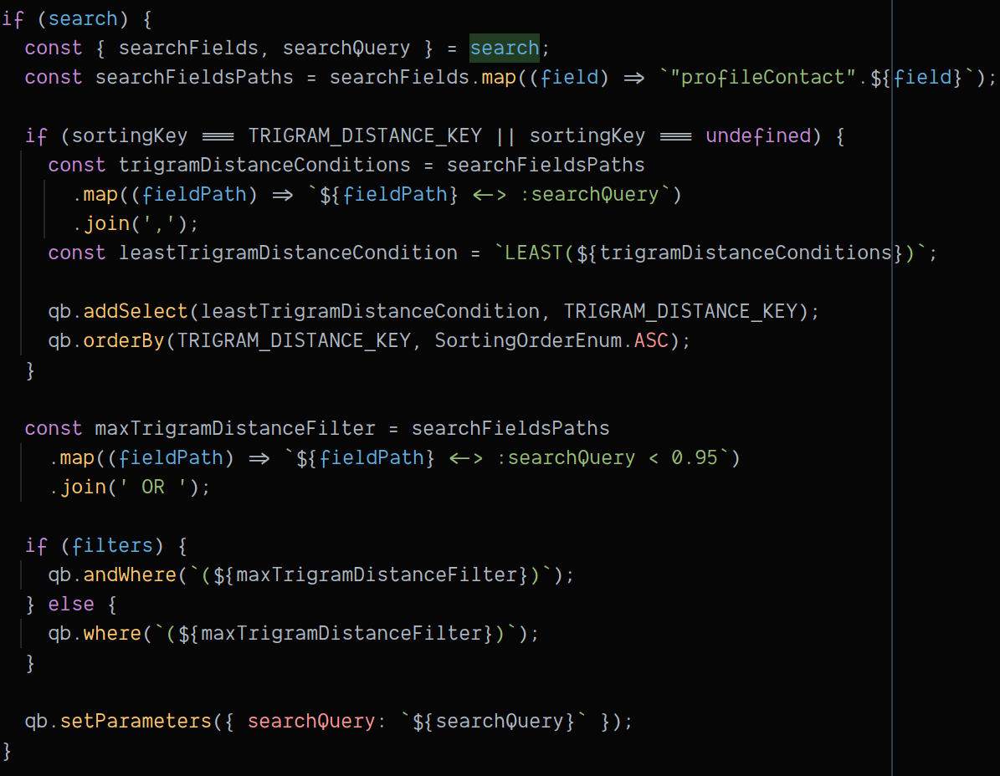 if (search) {
  const { searchFields, searchQuery } = search;
  const searchFieldsPaths = searchFields.map((field) => `"profileContact".${field}`);

  if (sortingKey === TRIGRAM_DISTANCE_KEY || sortingKey === undefined) {
    const trigramDistanceConditions = searchFieldsPaths
      .map((fieldPath) => `${fieldPath} <-> :searchQuery`)
      .join(',');
    const leastTrigramDistanceCondition = `LEAST(${trigramDistanceConditions})`;

    qb.addSelect(leastTrigramDistanceCondition, TRIGRAM_DISTANCE_KEY);
    qb.orderBy(TRIGRAM_DISTANCE_KEY, SortingOrderEnum.ASC);
  }

  const maxTrigramDistanceFilter = searchFieldsPaths
    .map((fieldPath) => `${fieldPath} <-> :searchQuery < 0.95`)
    .join(' OR ');

  if (filters) {
    qb.andWhere(`(${maxTrigramDistanceFilter})`);
  } else {
    qb.where(`(${maxTrigramDistanceFilter})`);
  }

  qb.setParameters({ searchQuery: `${searchQuery}` });
}